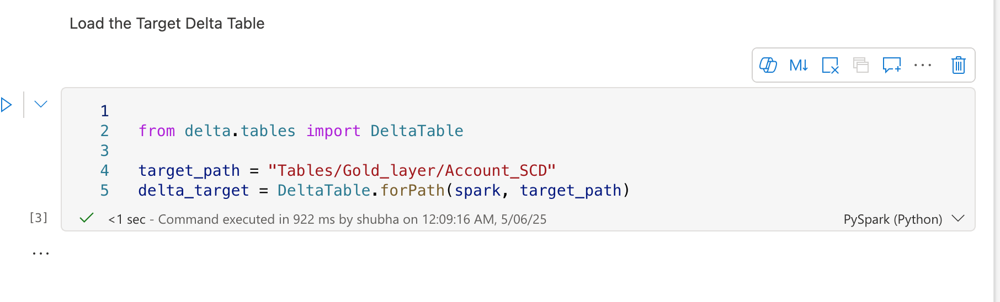 Load the Target Delta Table
M↓
1
2 from delta.tables import DeltaTable
3
4 target_path = "Tables/Gold_layer/Account_SCD"
5 delta_target = DeltaTable.forPath(spark, target_path)
[3] <1 sec - Command executed in 922 ms by shubha on 12:09:16 AM, 5/06/25 PySpark (Python)